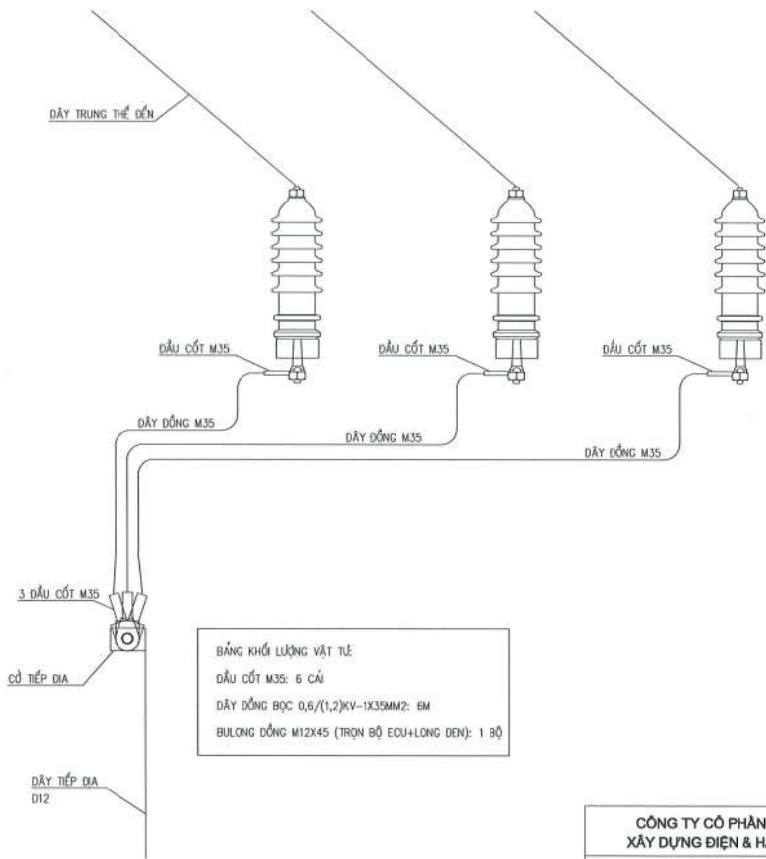 DÂY TRUNG THẾ ĐẾN
ĐẦU CỐT M35
ĐẦU CỐT M35
ĐẦU CỐT M35
DÂY ĐỒNG M35
DÂY ĐỒNG M35
DÂY ĐỒNG M35
3 ĐẦU CỐT M35
CỜ TIẾP ĐỊA
BẢNG KHỐI LƯỢNG VẬT TƯ:
ĐẦU CỐT M35: 6 CÁI
DÂY ĐỒNG BỌC 0,6/(1,2)KV-1X35MM2: 6M
BULONG ĐỒNG M12X45 (TRỌN BỘ ECU+LONG DEN): 1 BỘ
DÂY TIẾP ĐỊA
D12
CÔNG TY CỔ PHẦN
XÂY DỰNG ĐIỆN & H